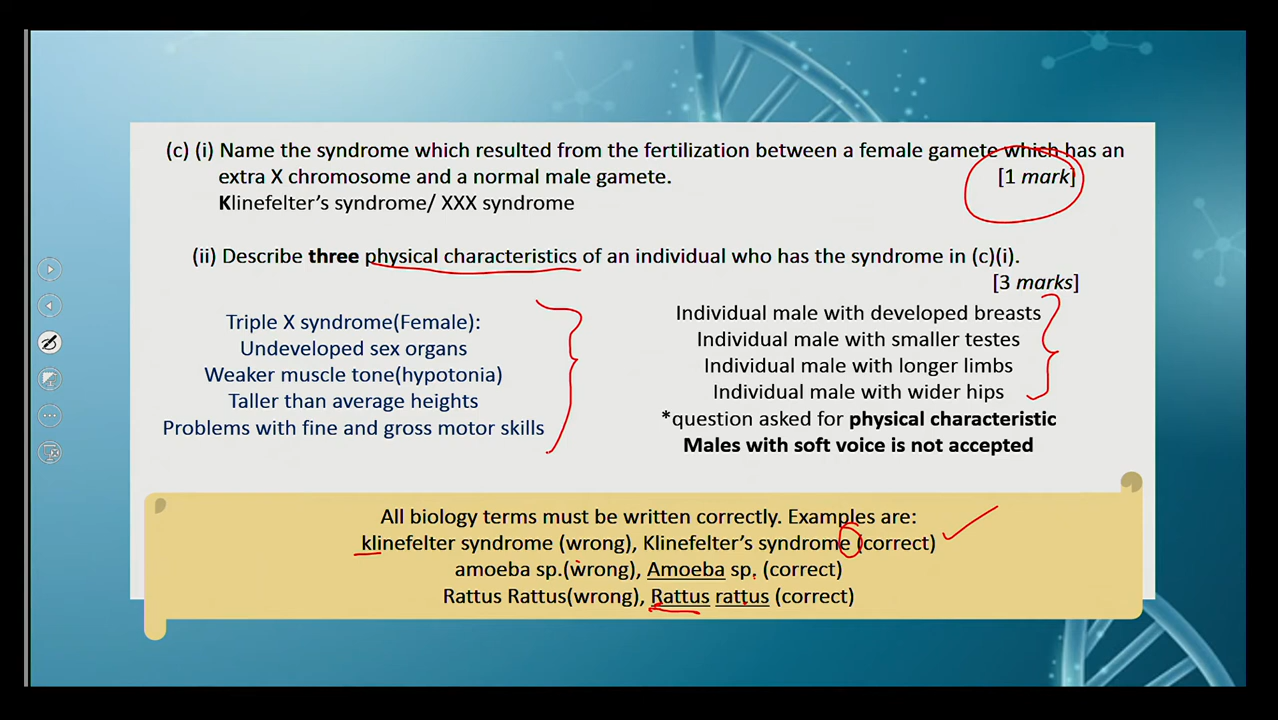 (c) (i) Name the syndrome which resulted from the fertilization between a female gamete which has an
extra X chromosome and a normal male gamete. [1 mark]
Klinefelter’s syndrome/ XXX syndrome
(ii) Describe three physical characteristics of an individual who has the syndrome in (c)(i).
[3 marks]
Triple X syndrome(Female):
Undeveloped sex organs
Weaker muscle tone(hypotonia)
Taller than average heights
Problems with fine and gross motor skills
Individual male with developed breasts
Individual male with smaller testes
Individual male with longer limbs
Individual male with wider hips
*question asked for physical characteristic
Males with soft voice is not accepted
All biology terms must be written correctly. Examples are:
klinefelter syndrome (wrong), Klinefelter’s syndrome (correct)
amoeba sp.(wrong), Amoeba sp. (correct)
Rattus Rattus(wrong), Rattus rattus (correct)